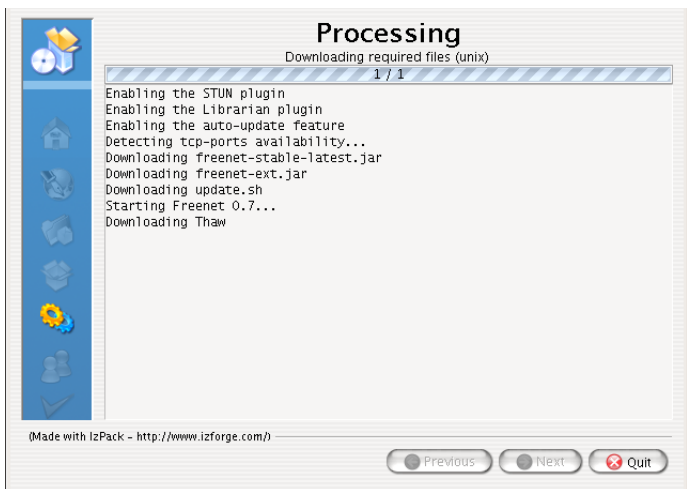 Processing
Downloading required files (unix)
1 / 1
Enabling the STUN plugin
Enabling the Librarian plugin
Enabling the auto-update feature
Detecting tcp-ports availability...
Downloading freenet-stable-latest.jar
Downloading freenet-ext.jar
Downloading update.sh
Starting Freenet 0.7...
Downloading Thaw
(Made with IzPack - http://www.izforge.com/)
Previous Next Quit